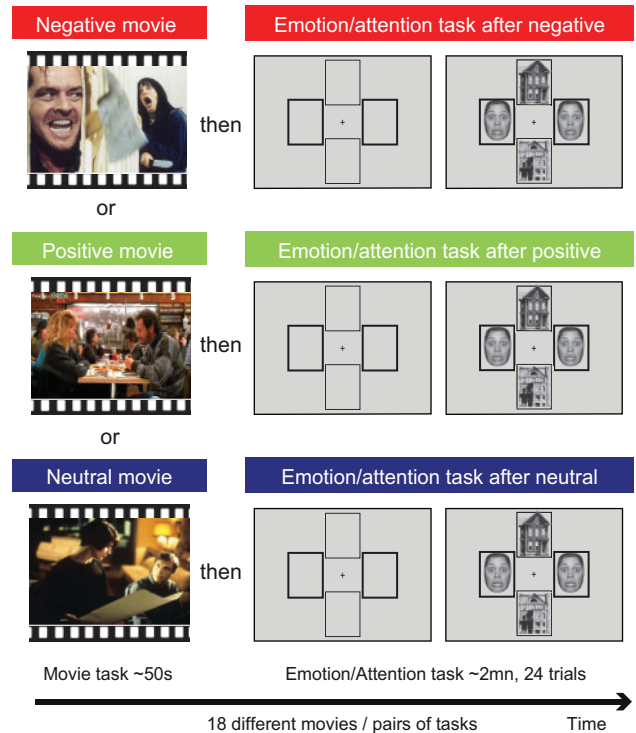 Negative movie
Emotion/attention task after negative
then
or
Positive movie
Emotion/attention task after positive
then
or
Neutral movie
Emotion/attention task after neutral
then
Movie task ~50s
Emotion/Attention task ~2mn, 24 trials
18 different movies / pairs of tasks
Time